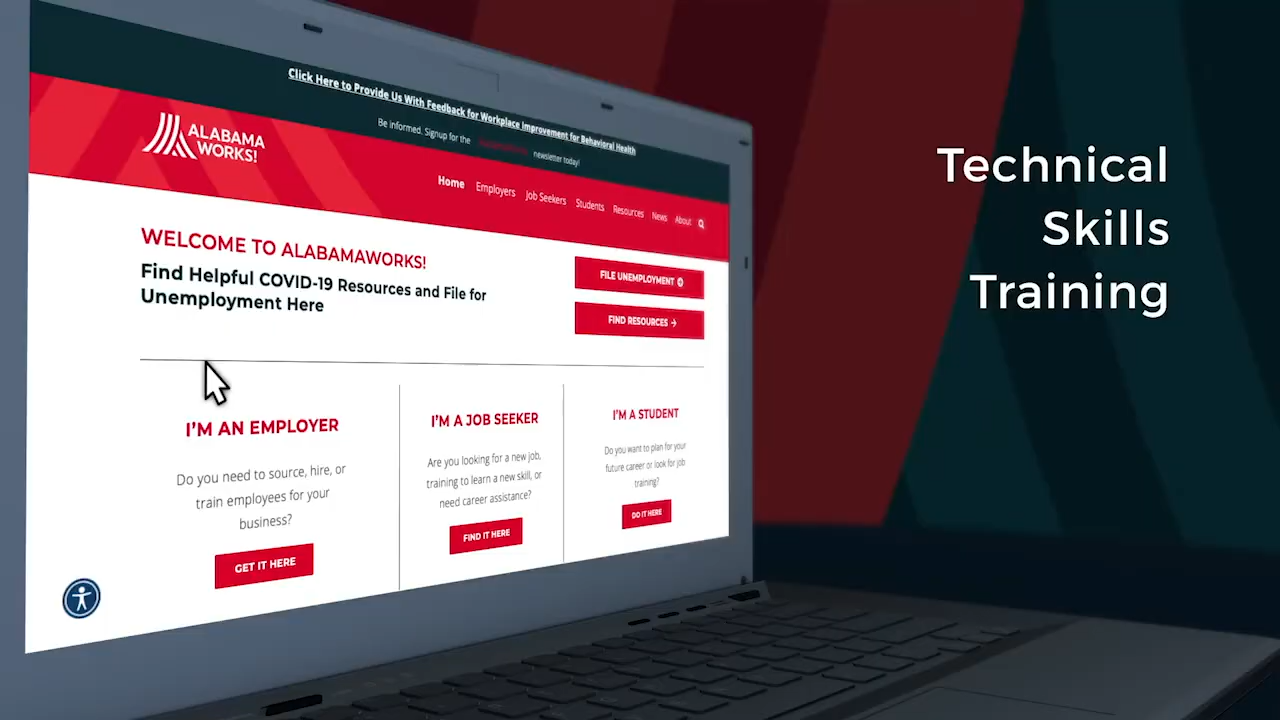 Click Here to Provide Us With Feedback for Workplace Improvement for Behavioral Health
Be informed. Signup for the
newsletter today!
ALABAMA
WORKS!
Home Employers Job Seekers Students Resources News About
WELCOME TO ALABAMAWORKS!
Find Helpful COVID-19 Resources and File for
Unemployment Here
FILE UNEMPLOYMENT
FIND RESOURCES →
I'M AN EMPLOYER
Do you need to source, hire, or
train employees for your
business?
GET IT HERE
I'M A JOB SEEKER
Are you looking for a new job,
training to learn a new skill, or
need career assistance?
FIND IT HERE
I'M A STUDENT
Do you want to plan for your
future career or look for job
training?
DO IT HERE
Technical
Skills
Training